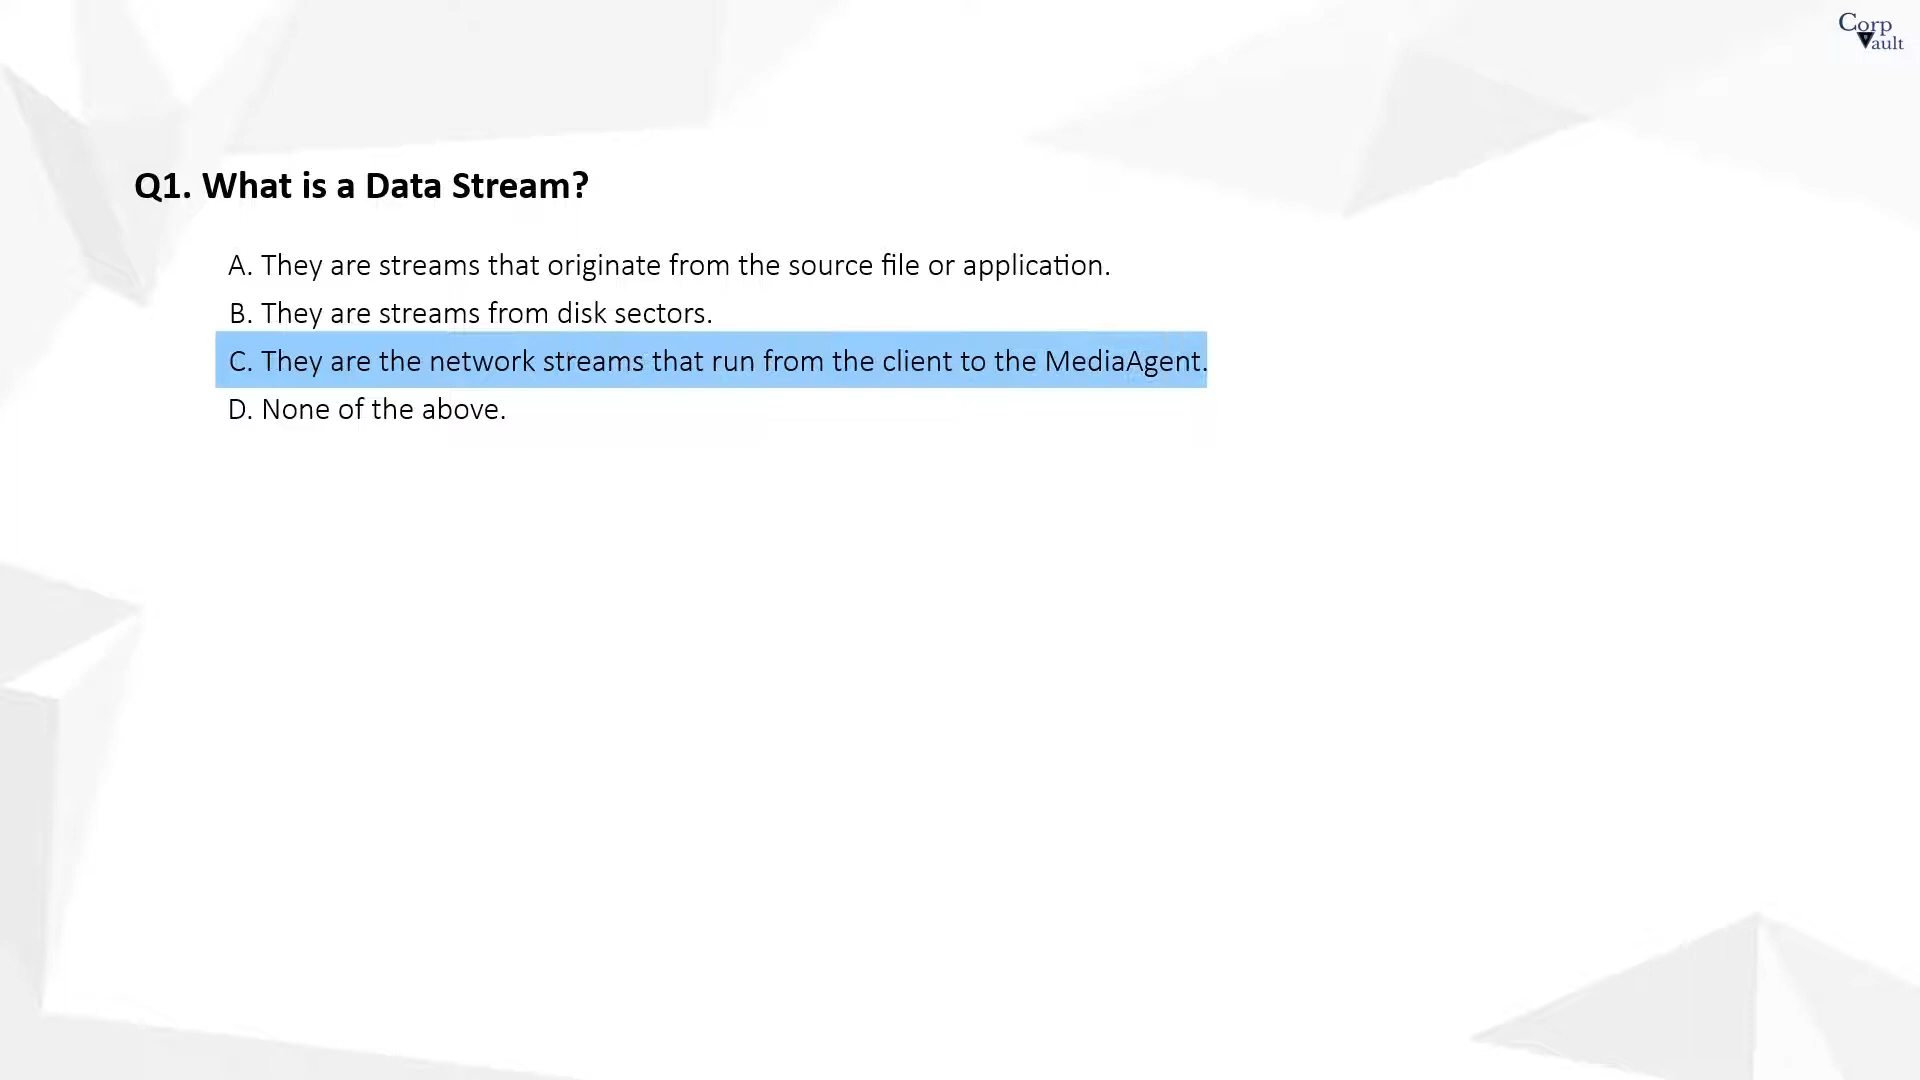 Corp
Vault
Q1. What is a Data Stream?
A. They are streams that originate from the source file or application.
B. They are streams from disk sectors.
C. They are the network streams that run from the client to the MediaAgent.
D. None of the above.